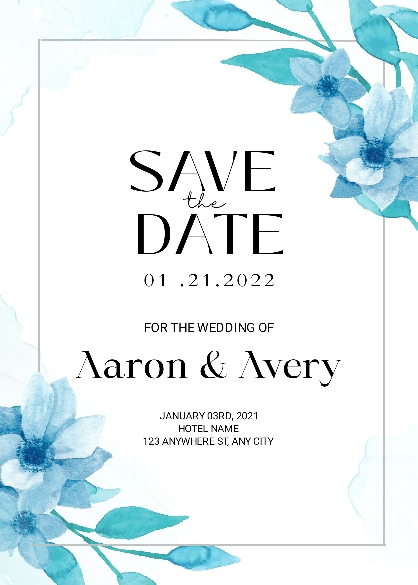 SAVE
the
DATE
01 .21.2022
FOR THE WEDDING OF
Aaron & Avery
JANUARY 03RD, 2021
HOTEL NAME
123 ANYWHERE ST, ANY CITY